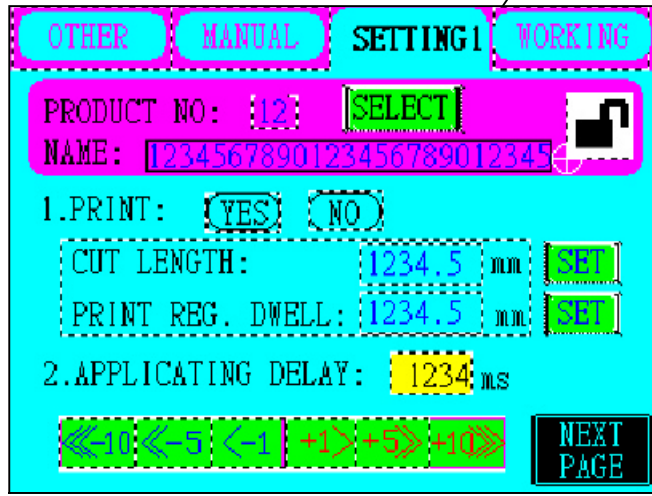 OTHER MANUAL SETTING1 WORKING
PRODUCT NO: 12 SELECT
NAME: 1234567890123456789012345
1.PRINT: YES NO
CUT LENGTH: 1234.5 mm SET
PRINT REG. DWELL: 1234.5 mm SET
2.APPLICATING DELAY: 1234 ms
⋘-10 ≪-5 <-1 +1> +5≫ +10⋙
NEXT
PAGE